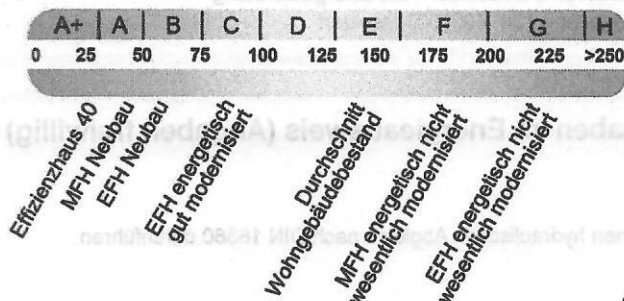 A+ A B C D E F G H
0 25 50 75 100 125 150 175 200 225 >250
Effizienzhaus 40
MFH Neubau
EFH Neubau
EFH energetisch
gut modernisiert
Durchschnitt
Wohngebäudebestand
MFH energetisch nicht
wesentlich modernisiert
EFH energetisch nicht
wesentlich modernisiert